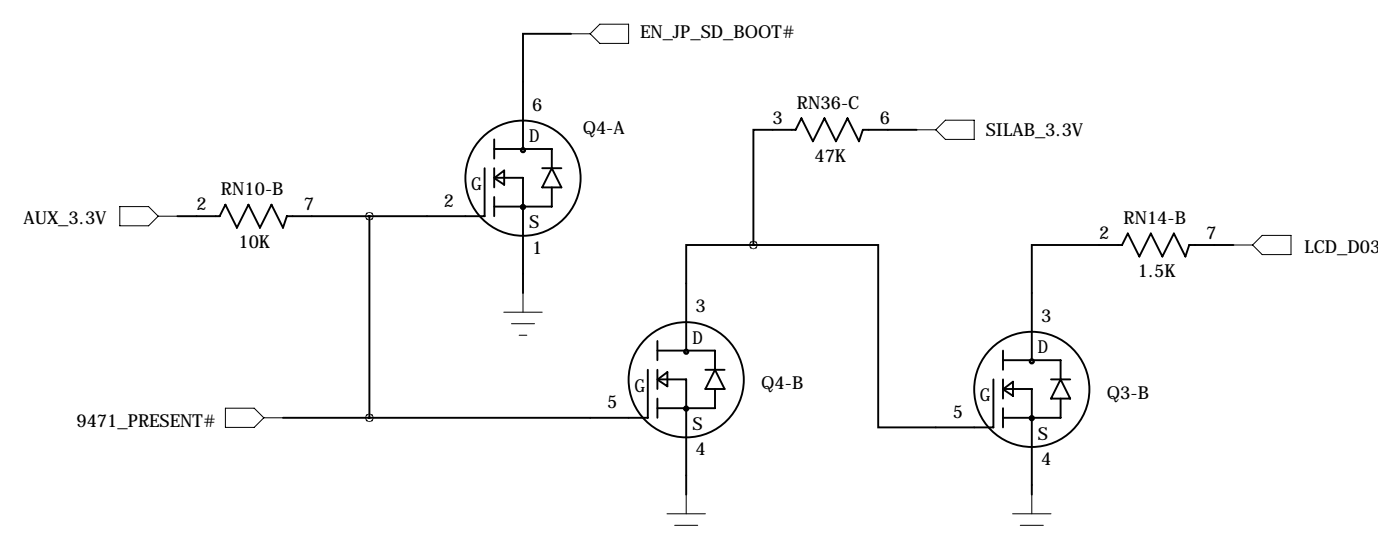 EN_JP_SD_BOOT#
6
D
Q4-A
G
2
S
1
RN10-B
2
7
10K
AUX_3.3V
RN36-C
3
6
47K
SILAB_3.3V
RN14-B
2
7
1.5K
LCD_D03
3
D
G
Q4-B
5
S
4
9471_PRESENT#
3
D
G
Q3-B
5
S
4